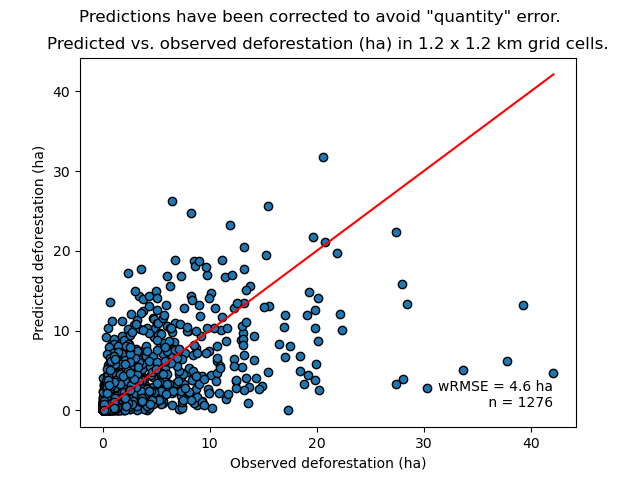 Predictions have been corrected to avoid "quantity" error.
Predicted vs. observed deforestation (ha) in 1.2 x 1.2 km grid cells.
Predicted deforestation (ha)
40
30
20
10
0
wRMSE = 4.6 ha
n = 1276
0 10 20 30 40
Observed deforestation (ha)